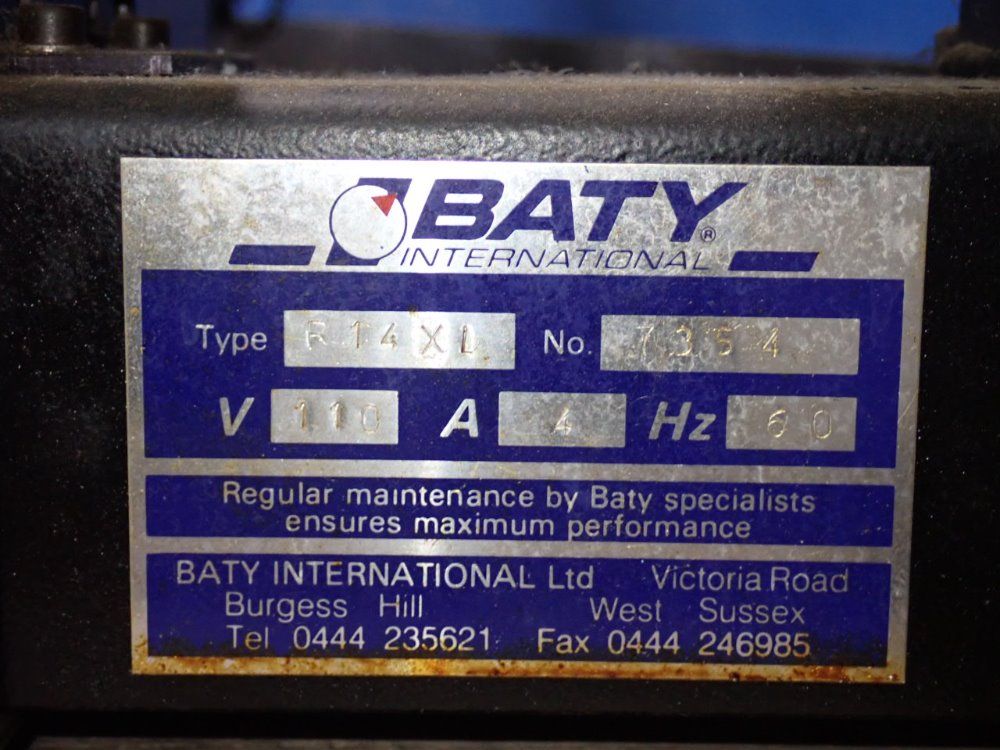 BATY®
INTERNATIONAL
Type R14XL No. 7354
V 110 A 4 Hz 60
Regular maintenance by Baty specialists
ensures maximum performance
BATY INTERNATIONAL Ltd Victoria Road
Burgess Hill West Sussex
Tel 0444 235621 Fax 0444 246985